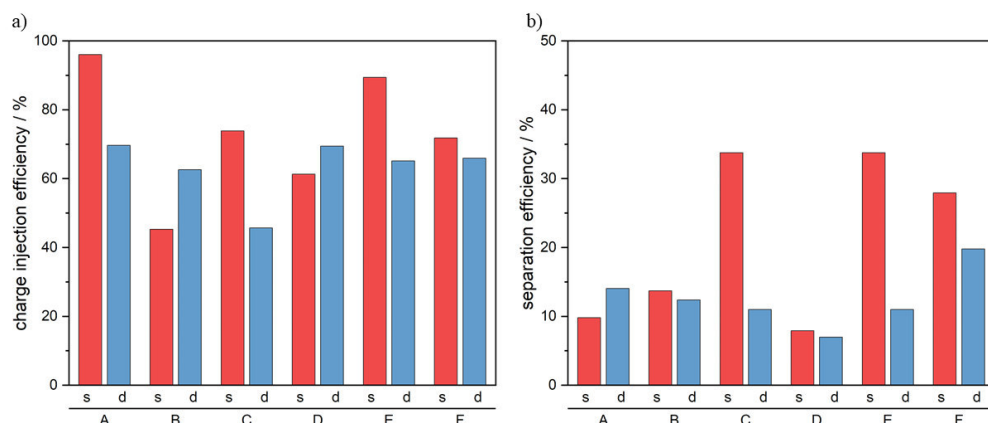 a)
charge injection efficiency / %
100
80
60
40
20
0
s d s d s d s d s d s d
A B C D E F
b)
separation efficiency / %
50
40
30
20
10
0
s d s d s d s d s d s d
A B C D E F